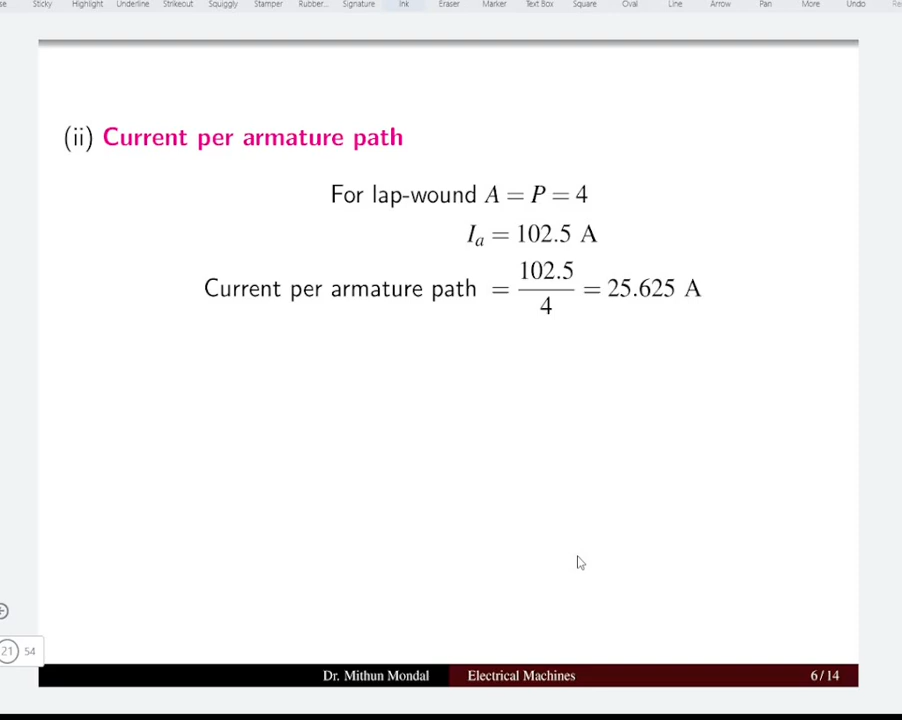 Sticky Highlight Underline Strikeout Squiggly Stamper Rubber... Signature Ink Eraser Marker Text Box Square Oval Line Arrow Pan More Undo
(ii) Current per armature path
For lap-wound A = P = 4
Iₐ = 102.5 A
Current per armature path = 102.5/4 = 25.625 A
21 54
Dr. Mithun Mondal Electrical Machines 6 / 14